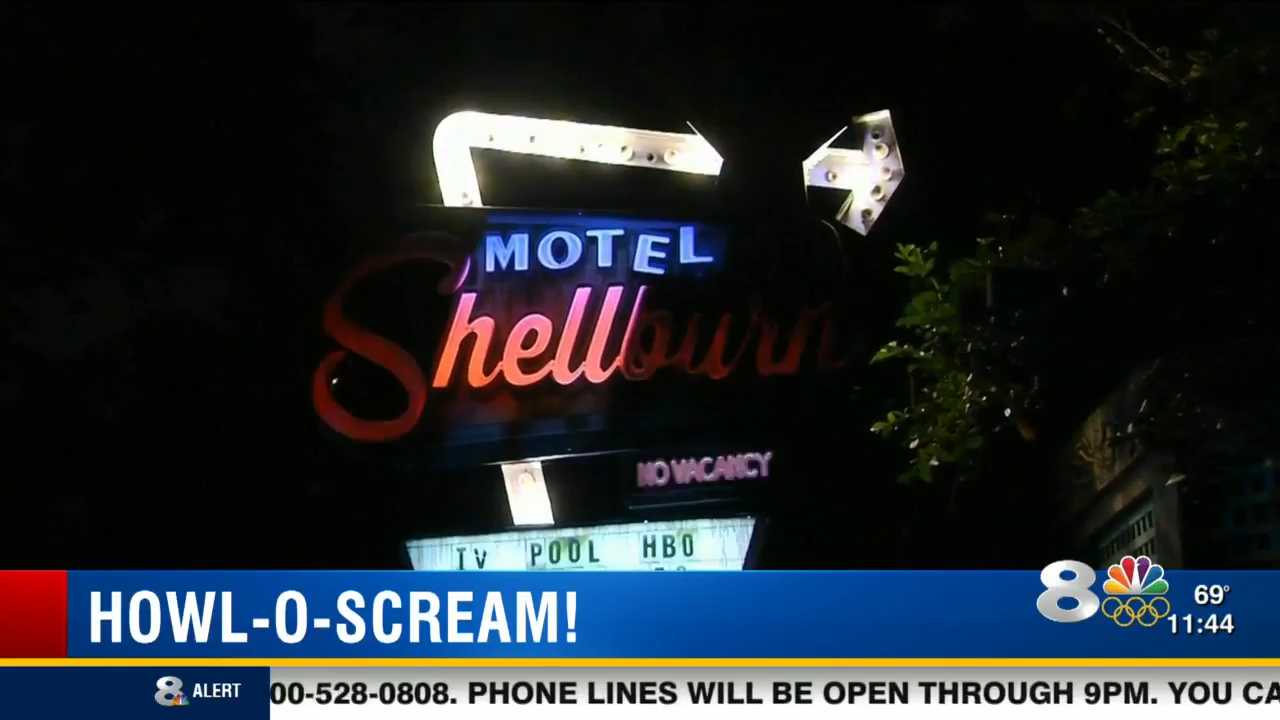 MOTEL
Shellburn
NO VACANCY
TV POOL HBO
HOWL-O-SCREAM!
8
69°
11:44
8 ALERT
00-528-0808. PHONE LINES WILL BE OPEN THROUGH 9PM. YOU CA